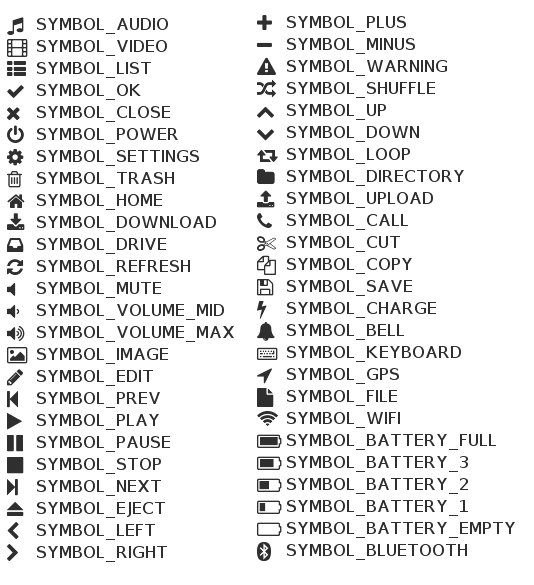 SYMBOL_AUDIO
SYMBOL_VIDEO
SYMBOL_LIST
SYMBOL_OK
SYMBOL_CLOSE
SYMBOL_POWER
SYMBOL_SETTINGS
SYMBOL_TRASH
SYMBOL_HOME
SYMBOL_DOWNLOAD
SYMBOL_DRIVE
SYMBOL_REFRESH
SYMBOL_MUTE
SYMBOL_VOLUME_MID
SYMBOL_VOLUME_MAX
SYMBOL_IMAGE
SYMBOL_EDIT
SYMBOL_PREV
SYMBOL_PLAY
SYMBOL_PAUSE
SYMBOL_STOP
SYMBOL_NEXT
SYMBOL_EJECT
SYMBOL_LEFT
SYMBOL_RIGHT
SYMBOL_PLUS
SYMBOL_MINUS
SYMBOL_WARNING
SYMBOL_SHUFFLE
SYMBOL_UP
SYMBOL_DOWN
SYMBOL_LOOP
SYMBOL_DIRECTORY
SYMBOL_UPLOAD
SYMBOL_CALL
SYMBOL_CUT
SYMBOL_COPY
SYMBOL_SAVE
SYMBOL_CHARGE
SYMBOL_BELL
SYMBOL_KEYBOARD
SYMBOL_GPS
SYMBOL_FILE
SYMBOL_WIFI
SYMBOL_BATTERY_FULL
SYMBOL_BATTERY_3
SYMBOL_BATTERY_2
SYMBOL_BATTERY_1
SYMBOL_BATTERY_EMPTY
SYMBOL_BLUETOOTH